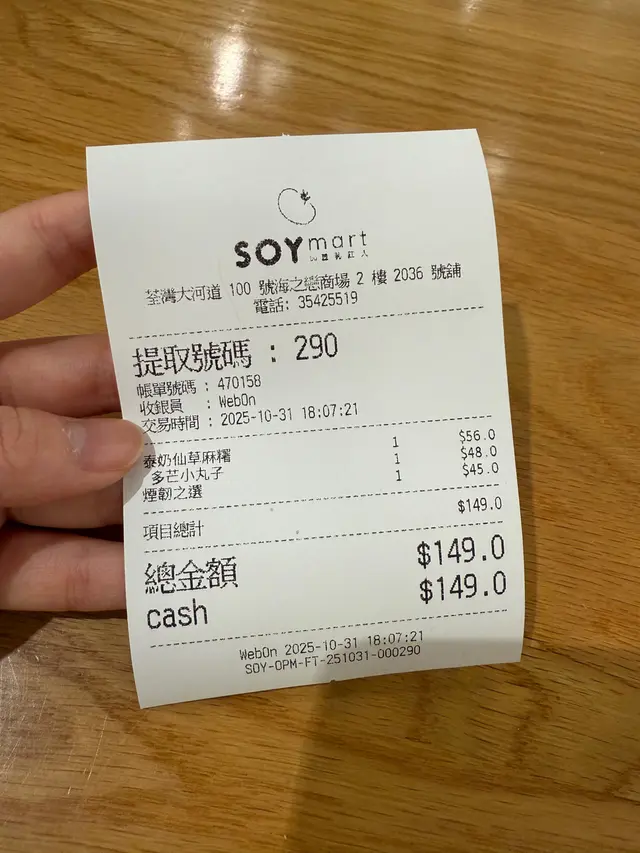 SOY mart
荃灣大河道 100 號海之戀商場 2 樓 2036 號舖
電話: 35425519
提取號碼 : 290
帳單號碼 : 470158
收銀員 : WebOn
交易時間 : 2025-10-31 18:07:21
泰奶仙草麻糬 1 $56.0
多芒小丸子 1 $48.0
煙韌之選 1 $45.0
項目總計 $149.0
總金額 $149.0
cash $149.0
WebOn 2025-10-31 18:07:21
SOY-OPM-FT-251031-000290